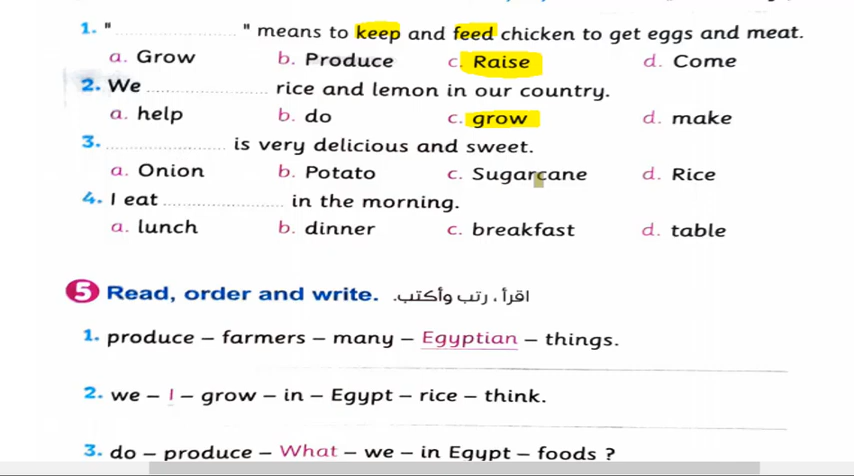 1. " .................... " means to keep and feed chicken to get eggs and meat.
a. Grow b. Produce c. Raise d. Come
2. We .................... rice and lemon in our country.
a. help b. do c. grow d. make
3. .................... is very delicious and sweet.
a. Onion b. Potato c. Sugarcane d. Rice
4. I eat .................... in the morning.
a. lunch b. dinner c. breakfast d. table
5 Read, order and write. اقرأ، رتب وأكتب.
1. produce – farmers – many – Egyptian – things.
2. we – I – grow – in – Egypt – rice – think.
3. do – produce – What – we – in Egypt – foods ?